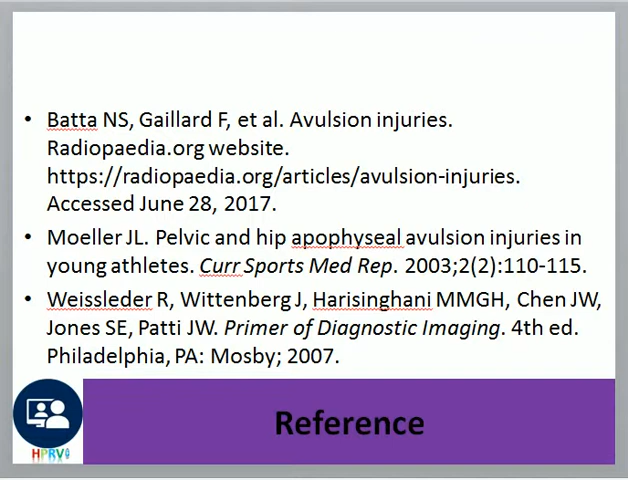 • Batta NS, Gaillard F, et al. Avulsion injuries.
Radiopaedia.org website.
https://radiopaedia.org/articles/avulsion-injuries.
Accessed June 28, 2017.
• Moeller JL. Pelvic and hip apophyseal avulsion injuries in
young athletes. Curr Sports Med Rep. 2003;2(2):110-115.
• Weissleder R, Wittenberg J, Harisinghani MMGH, Chen JW,
Jones SE, Patti JW. Primer of Diagnostic Imaging. 4th ed.
Philadelphia, PA: Mosby; 2007.
Reference
HPRV